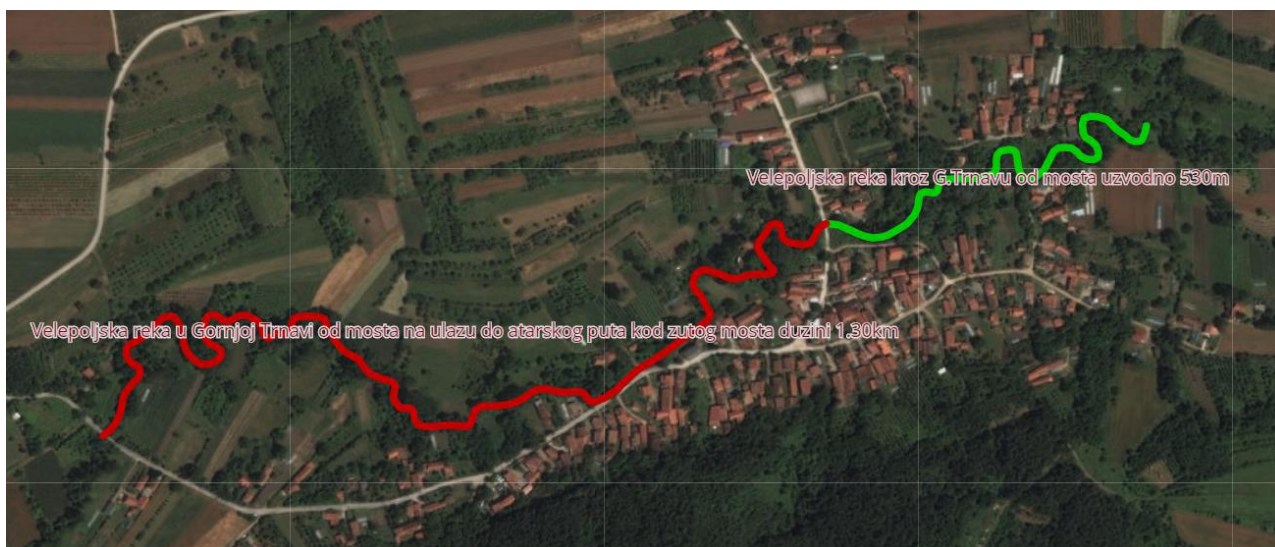 Velepoljska reka kroz G.Trnavu od mosta uzvodno 530m
Velepoljska reka u Gornjoj Trnavi od mosta na ulazu do atarskog puta kod zutog mosta duzini 1.30km